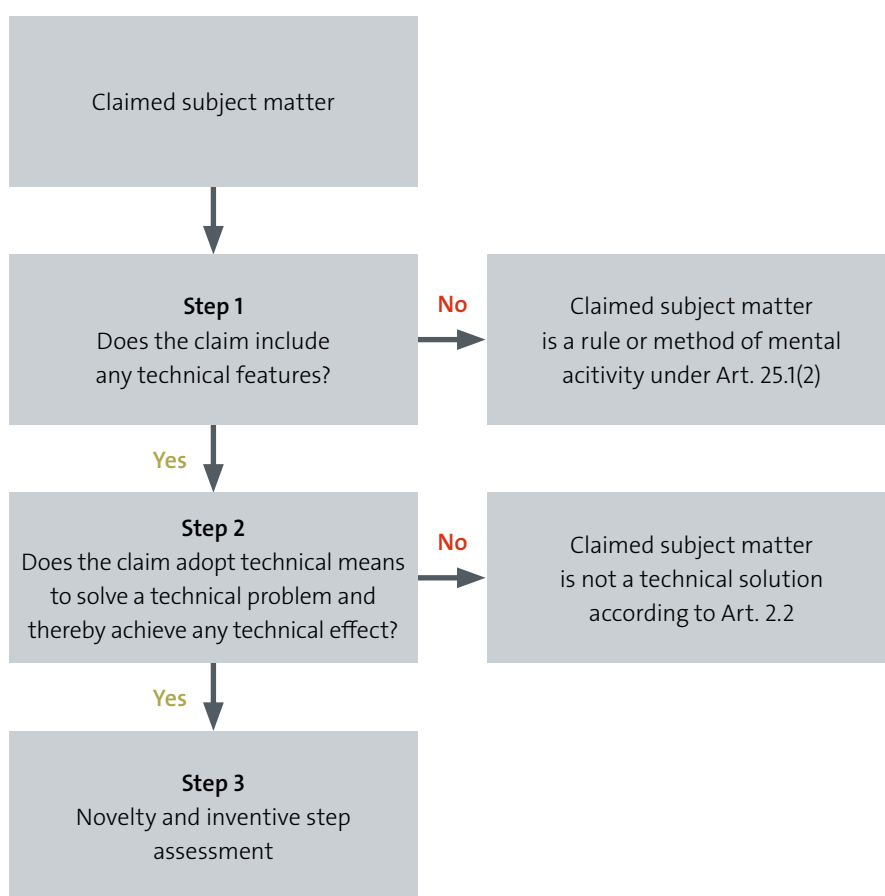 Claimed subject matter
Step 1
Does the claim include
any technical features?
No
Claimed subject matter
is a rule or method of mental
acitivity under Art. 25.1(2)
Yes
Step 2
Does the claim adopt technical means
to solve a technical problem and
thereby achieve any technical effect?
No
Claimed subject matter
is not a technical solution
according to Art. 2.2
Yes
Step 3
Novelty and inventive step
assessment